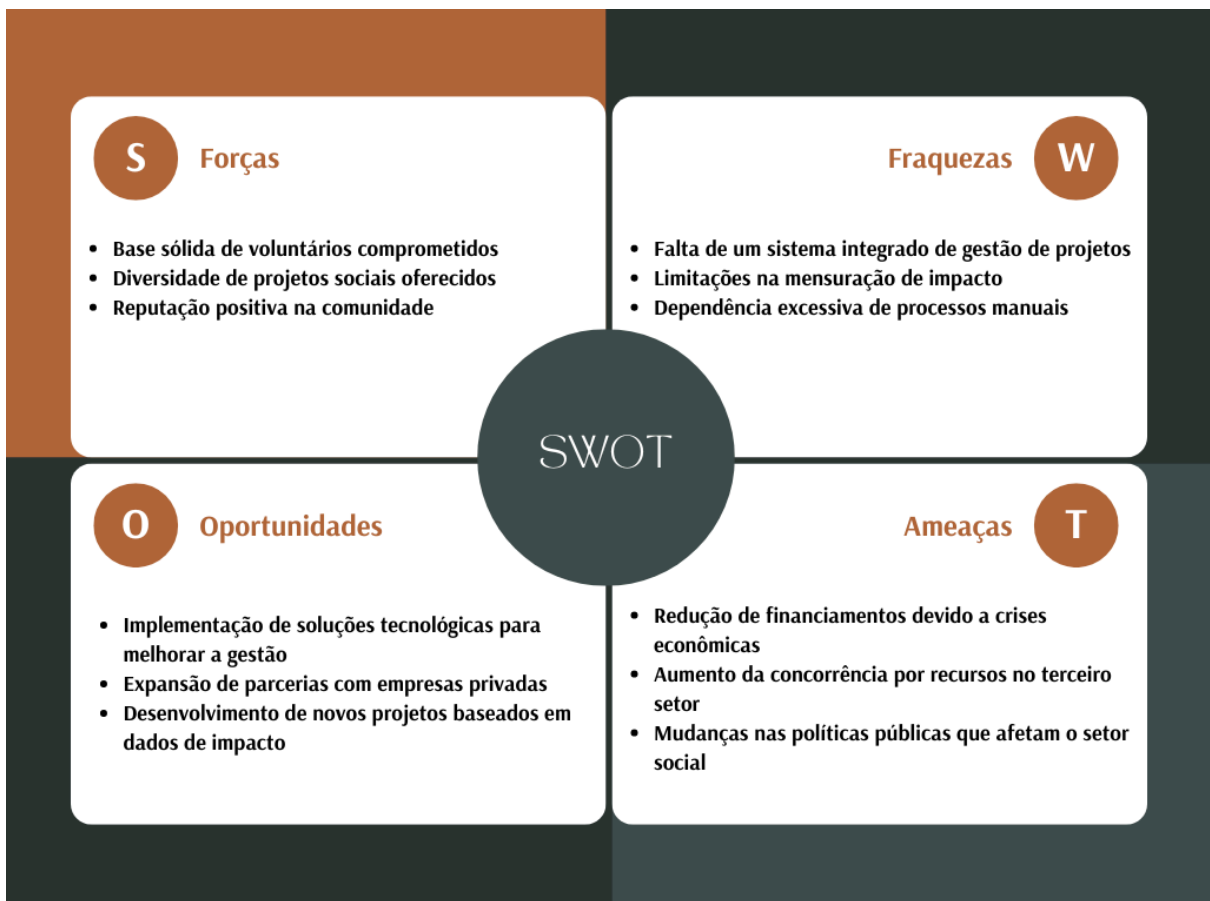 S
Forças
• Base sólida de voluntários comprometidos
• Diversidade de projetos sociais oferecidos
• Reputação positiva na comunidade
Fraquezas
W
• Falta de um sistema integrado de gestão de projetos
• Limitações na mensuração de impacto
• Dependência excessiva de processos manuais
SWOT
O
Oportunidades
• Implementação de soluções tecnológicas para
melhorar a gestão
• Expansão de parcerias com empresas privadas
• Desenvolvimento de novos projetos baseados em
dados de impacto
Ameaças
T
• Redução de financiamentos devido a crises
econômicas
• Aumento da concorrência por recursos no terceiro
setor
• Mudanças nas políticas públicas que afetam o setor
social